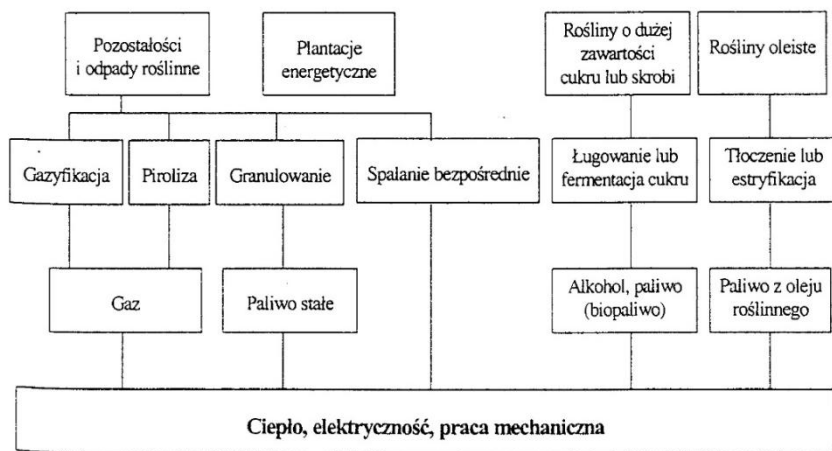 Pozostałości
i odpady roślinne
Plantacje
energetyczne
Rośliny o dużej
zawartości
cukru lub skrobi
Rośliny oleiste
Gazyfikacja
Piroliza
Granulowanie
Spalanie bezpośrednie
Ługowanie lub
fermentacja cukru
Tłoczenie lub
estryfikacja
Gaz
Paliwo stałe
Alkohol, paliwo
(biopaliwo)
Paliwo z oleju
roślinnego
Ciepło, elektryczność, praca mechaniczna